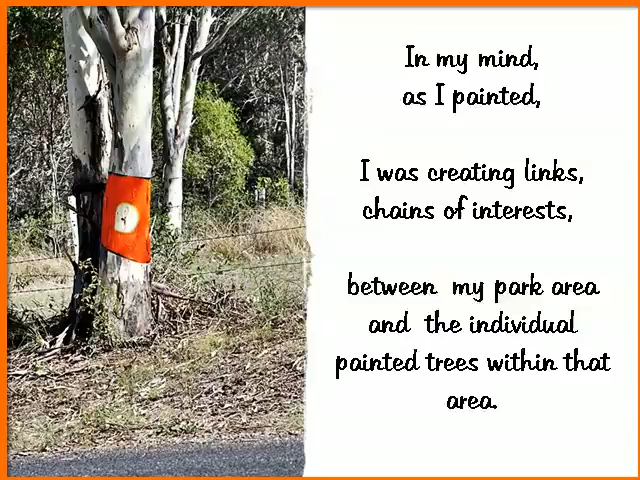 In my mind,
as I painted,
I was creating links,
chains of interests,
between my park area
and the individual
painted trees within that
area.